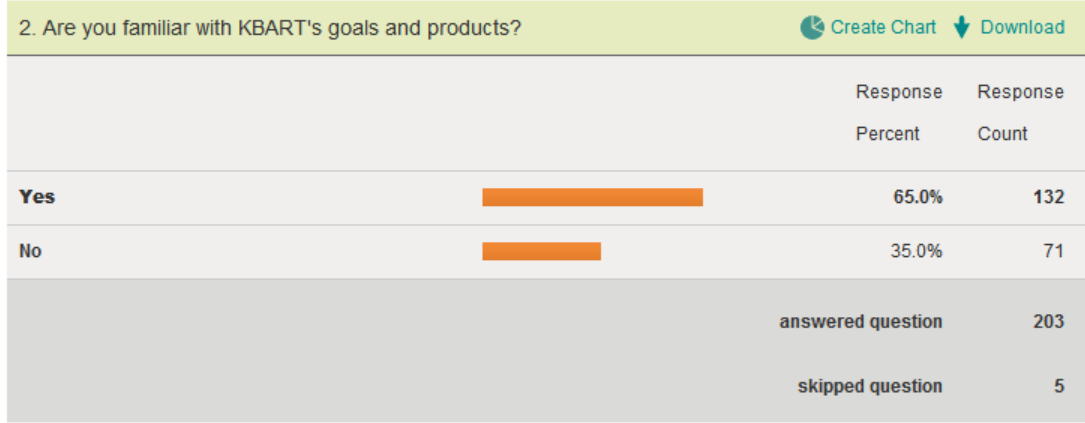 2. Are you familiar with KBART's goals and products? Create Chart Download
Response Response
Percent Count
Yes 65.0% 132
No 35.0% 71
answered question 203
skipped question 5